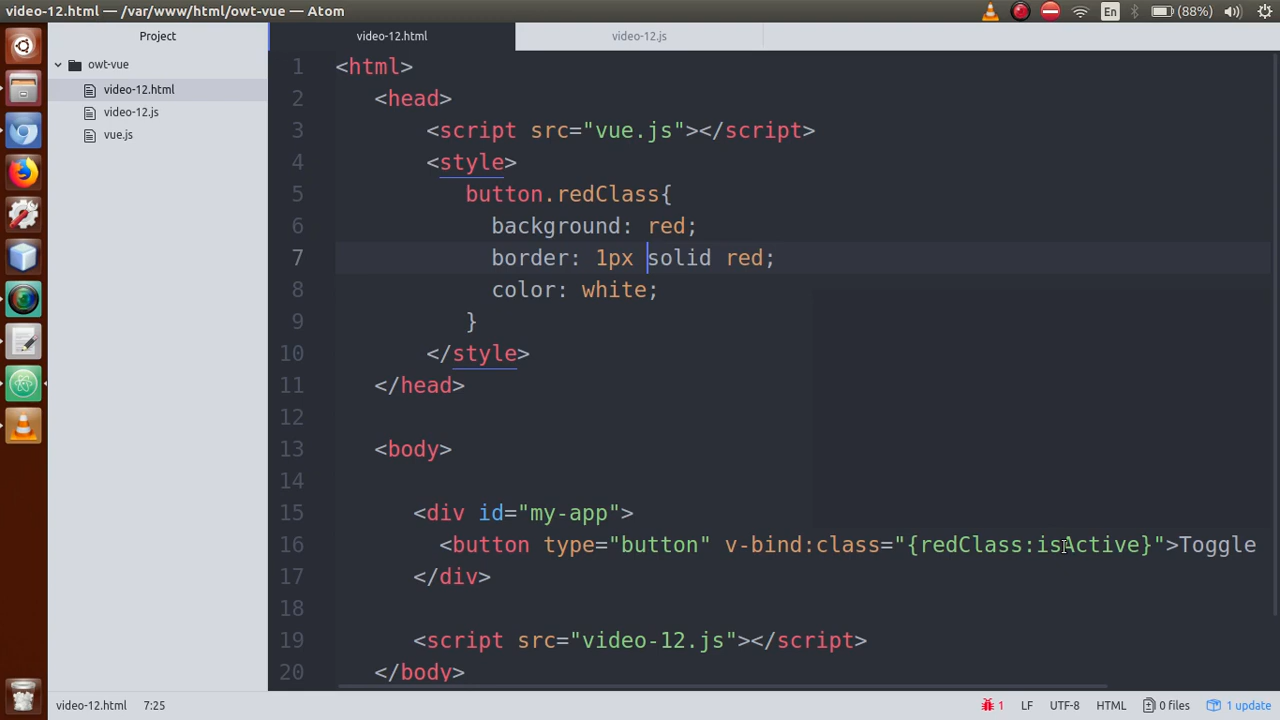 video-12.html — /var/www/html/owt-vue — Atom
En
(88%)
Project
video-12.html
video-12.js
owt-vue
video-12.html
video-12.js
vue.js
1 <html>
2 <head>
3 <script src="vue.js"></script>
4 <style>
5 button.redClass{
6 background: red;
7 border: 1px solid red;
8 color: white;
9 }
10 </style>
11 </head>
12
13 <body>
14
15 <div id="my-app">
16 <button type="button" v-bind:class="{redClass:isActive}">Toggle
17 </div>
18
19 <script src="video-12.js"></script>
20 </body>
video-12.html 7:25
1 LF UTF-8 HTML 0 files 1 update